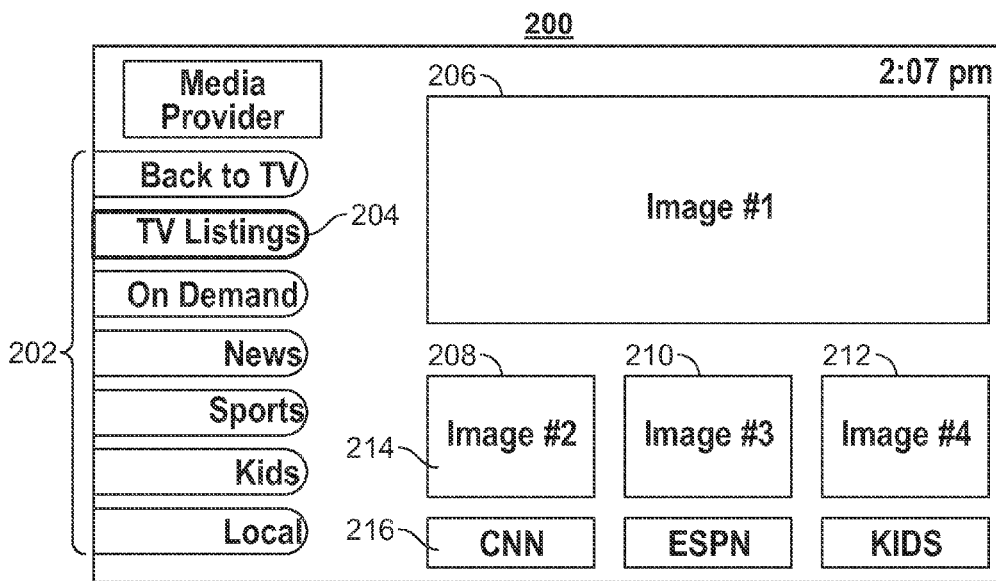 200
2:07 pm
Media
Provider
206
Image #1
Back to TV
TV Listings
204
On Demand
202
News
Sports
Kids
Local
208
210
212
Image #2
Image #3
Image #4
214
216
CNN
ESPN
KIDS